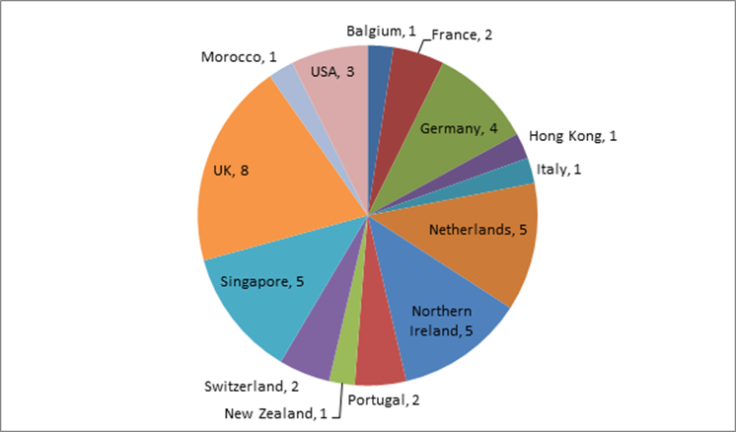 Balgium, 1
France, 2
Germany, 4
Hong Kong, 1
Italy, 1
Netherlands, 5
Northern
Ireland, 5
Portugal, 2
New Zealand, 1
Switzerland, 2
Singapore, 5
UK, 8
Morocco, 1
USA, 3